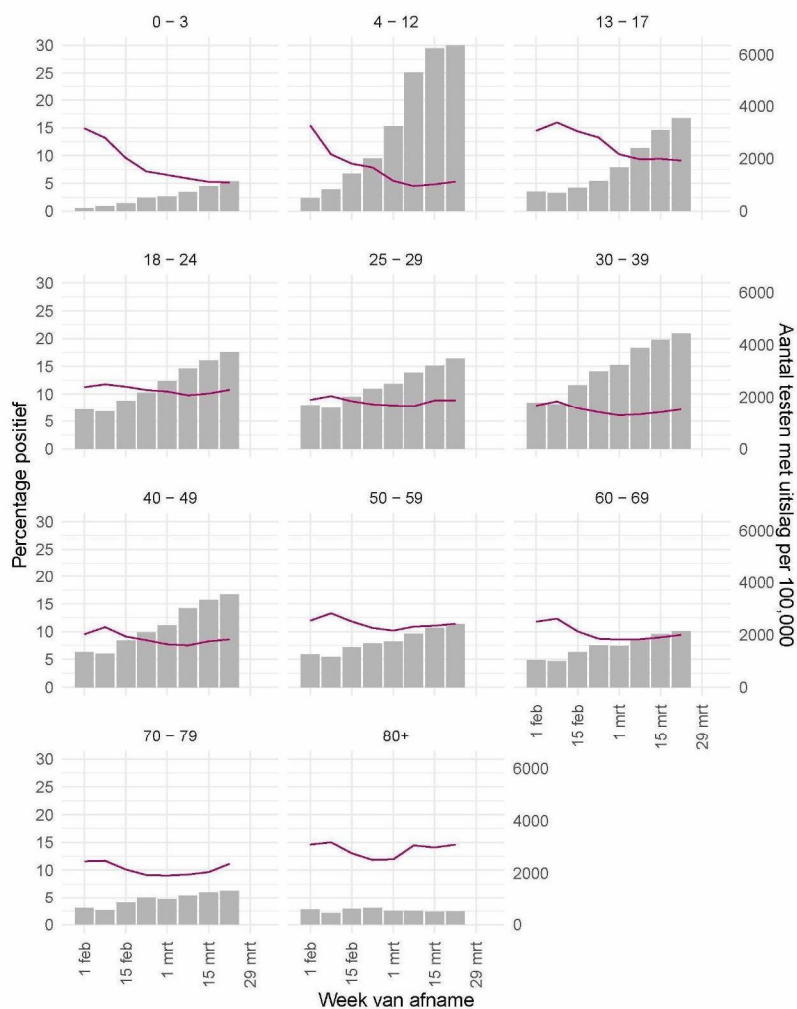 0 – 3
4 – 12
13 – 17
30
25
20
15
10
5
0
6000
4000
2000
0
18 – 24
25 – 29
30 – 39
30
25
20
15
10
5
0
6000
4000
2000
0
40 – 49
50 – 59
60 – 69
30
25
20
15
10
5
0
6000
4000
2000
0
1 feb
15 feb
1 mrt
15 mrt
29 mrt
70 – 79
80+
30
25
20
15
10
5
0
6000
4000
2000
0
1 feb
15 feb
1 mrt
15 mrt
29 mrt
1 feb
15 feb
1 mrt
15 mrt
29 mrt
Percentage positief
Aantal testen met uitslag per 100,000
Week van afname